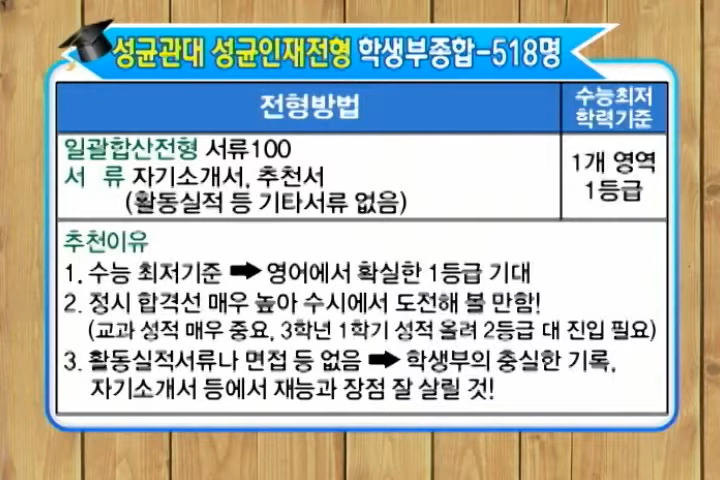 성균관대 성균인재전형 학생부종합-518명
전형방법
수능최저
학력기준
일괄합산전형 서류100
서 류 자기소개서, 추천서
(활동실적 등 기타서류 없음)
1개 영역
1등급
추천이유
1. 수능 최저기준 ➡ 영어에서 확실한 1등급 기대
2. 정시 합격선 매우 높아 수시에서 도전해 볼 만함!
(교과 성적 매우 중요, 3학년 1학기 성적 올려 2등급 대 진입 필요)
3. 활동실적서류나 면접 등 없음 ➡ 학생부의 충실한 기록,
자기소개서 등에서 재능과 장점 잘 살릴 것!